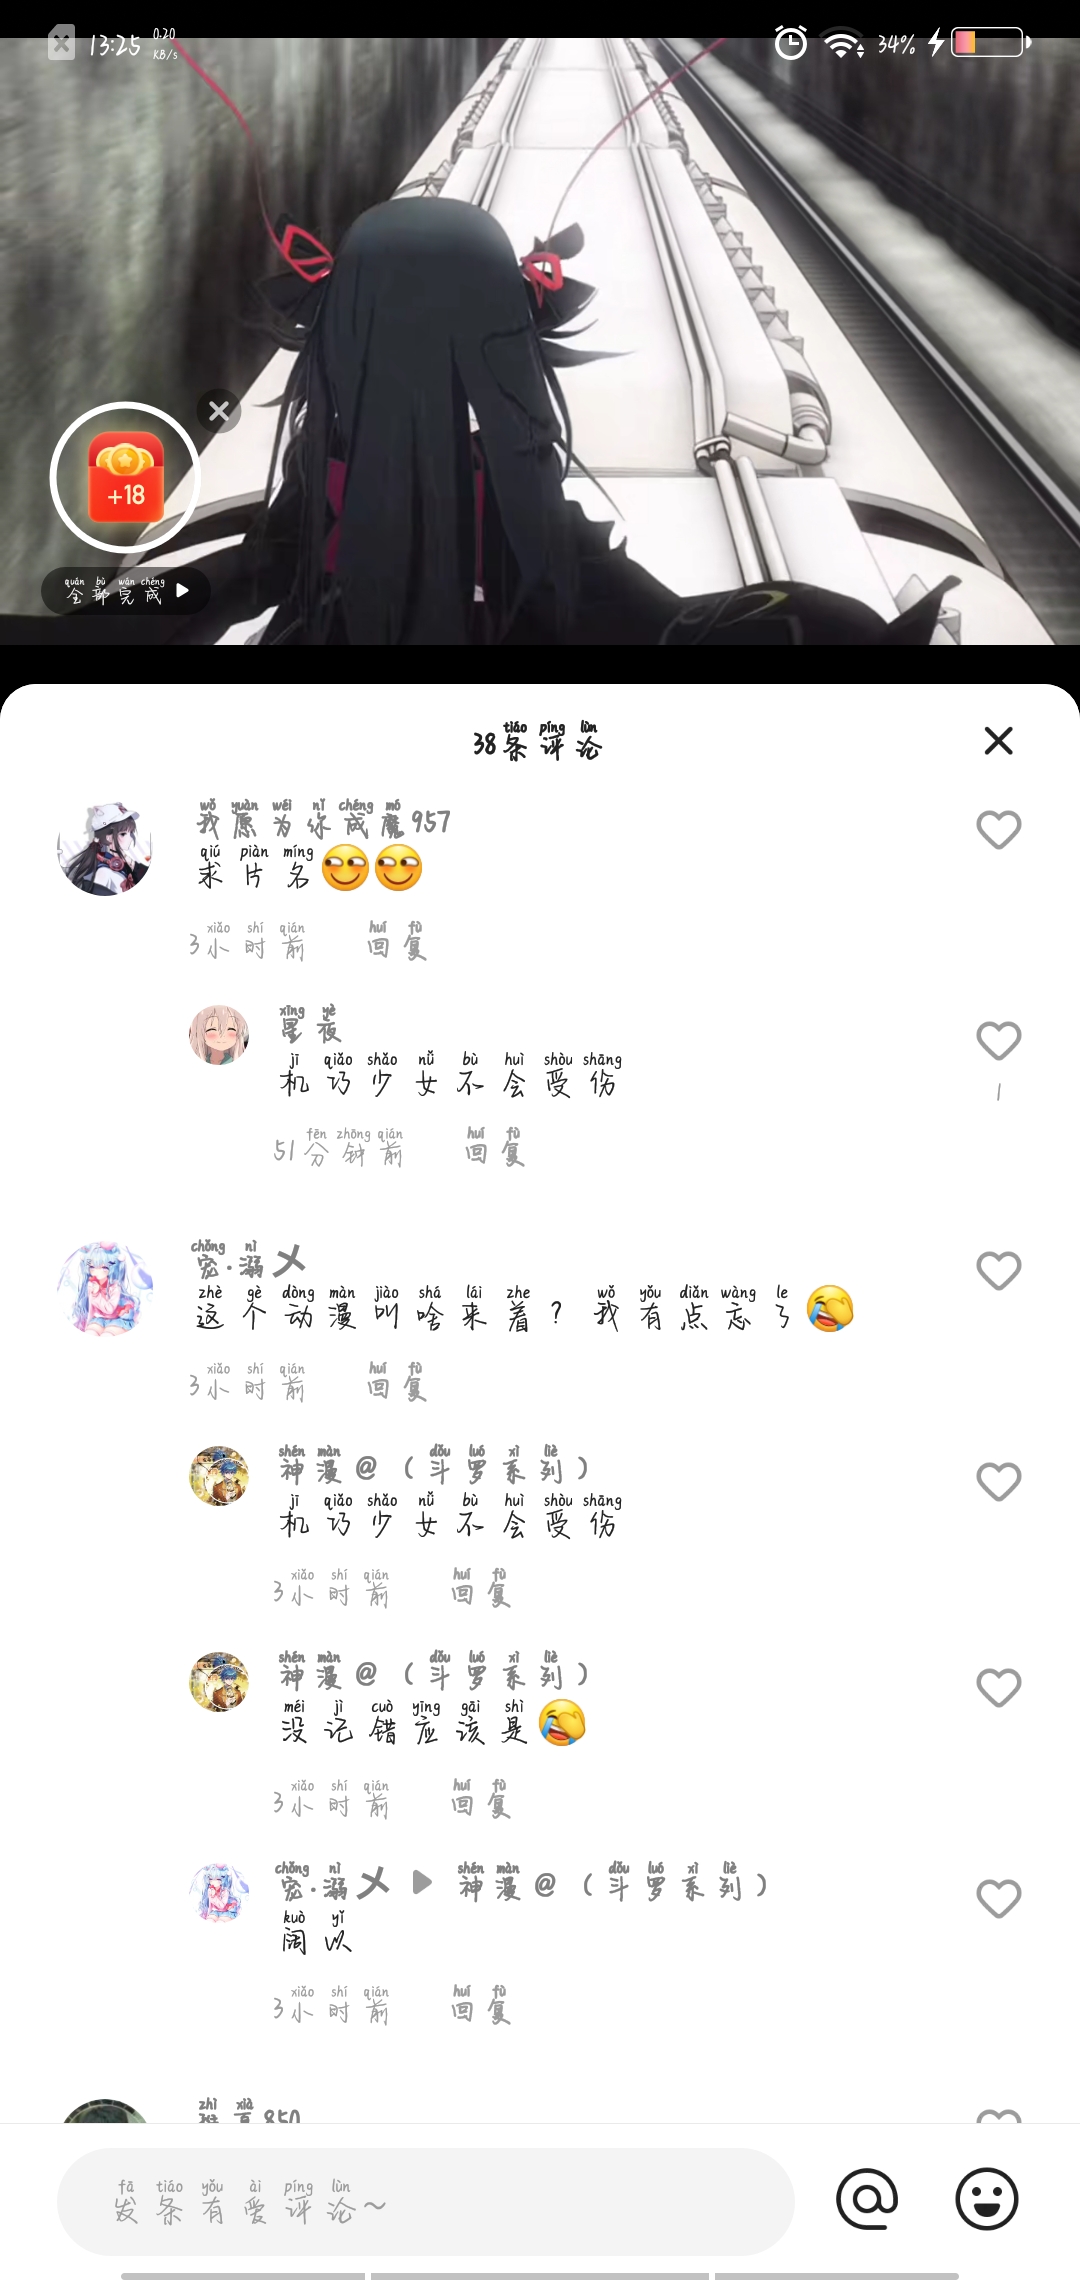 13:25 0.20 KB/s 34%
+18
quán bù wán chéng
全部完成
tiáo píng lùn
38条评论
wǒ yuàn wéi nǐ chéng mó
我愿为你成魔957
qiú piàn míng
求片名
xiǎo shí qián huí fù
3小时前 回复
xīng yè
星夜
jī qiǎo shǎo nǚ bù huì shòu shāng
机巧少女不会受伤
1
fēn zhōng qián huí fù
51分钟前 回复
chǒng nì
宠·溺メ
zhè gè dòng màn jiào shá lái zhe wǒ yǒu diǎn wàng le
这个动漫叫啥来着？我有点忘了
xiǎo shí qián huí fù
3小时前 回复
shén màn dǒu luó xì liè
神漫@（斗罗系列）
jī qiǎo shǎo nǚ bù huì shòu shāng
机巧少女不会受伤
xiǎo shí qián huí fù
3小时前 回复
shén màn dǒu luó xì liè
神漫@（斗罗系列）
méi jì cuò yīng gāi shì
没记错应该是
xiǎo shí qián huí fù
3小时前 回复
chǒng nì shén màn dǒu luó xì liè
宠·溺メ 神漫@（斗罗系列）
kuò yǐ
阔以
xiǎo shí qián huí fù
3小时前 回复
zhì xià
850
fā tiáo yǒu ài píng lùn
发条有爱评论~